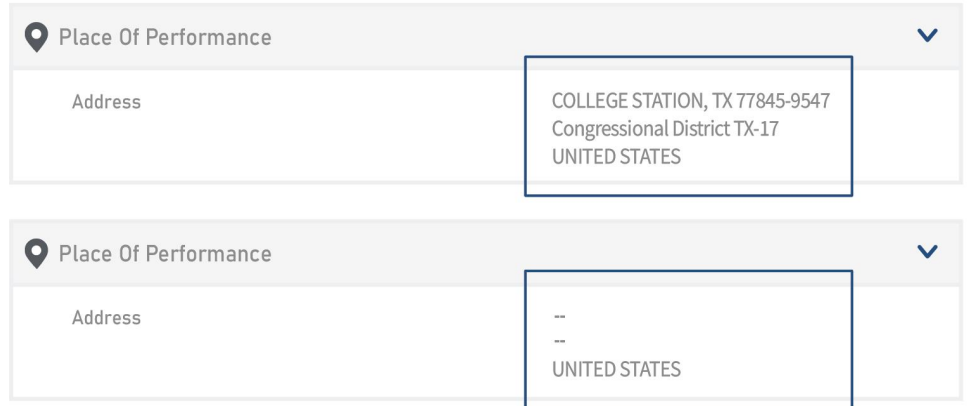 Place Of Performance
Address
COLLEGE STATION, TX 77845-9547
Congressional District TX-17
UNITED STATES
Place Of Performance
Address
--
--
UNITED STATES